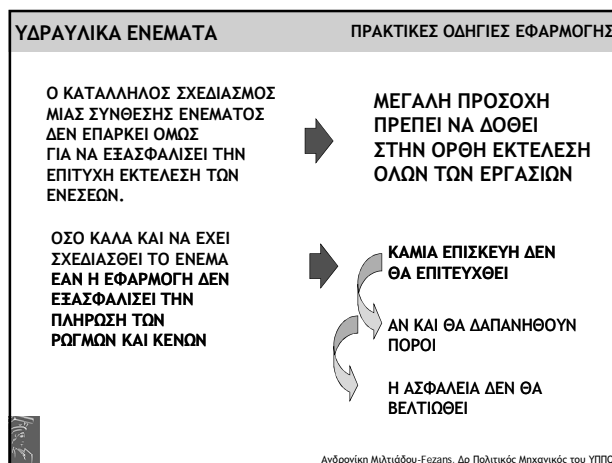 ΥΔΡΑΥΛΙΚΑ ΕΝΕΜΑΤΑ
ΠΡΑΚΤΙΚΕΣ ΟΔΗΓΙΕΣ ΕΦΑΡΜΟΓΗΣ
Ο ΚΑΤΑΛΛΗΛΟΣ ΣΧΕΔΙΑΣΜΟΣ
ΜΙΑΣ ΣΥΝΘΕΣΗΣ ΕΝΕΜΑΤΟΣ
ΔΕΝ ΕΠΑΡΚΕΙ ΟΜΩΣ
ΓΙΑ ΝΑ ΕΞΑΣΦΑΛΙΣΕΙ ΤΗΝ
ΕΠΙΤΥΧΗ ΕΚΤΕΛΕΣΗ ΤΩΝ
ΕΝΕΣΕΩΝ.
ΜΕΓΑΛΗ ΠΡΟΣΟΧΗ
ΠΡΕΠΕΙ ΝΑ ΔΟΘΕΙ
ΣΤΗΝ ΟΡΘΗ ΕΚΤΕΛΕΣΗ
ΟΛΩΝ ΤΩΝ ΕΡΓΑΣΙΩΝ
ΟΣΟ ΚΑΛΑ ΚΑΙ ΝΑ ΕΧΕΙ
ΣΧΕΔΙΑΣΘΕΙ ΤΟ ΕΝΕΜΑ
ΕΑΝ Η ΕΦΑΡΜΟΓΗ ΔΕΝ
ΕΞΑΣΦΑΛΙΣΕΙ ΤΗΝ
ΠΛΗΡΩΣΗ ΤΩΝ
ΡΩΓΜΩΝ ΚΑΙ ΚΕΝΩΝ
ΚΑΜΙΑ ΕΠΙΣΚΕΥΗ ΔΕΝ
ΘΑ ΕΠΙΤΕΥΧΘΕΙ
ΑΝ ΚΑΙ ΘΑ ΔΑΠΑΝΗΘΟΥΝ
ΠΟΡΟΙ
Η ΑΣΦΑΛΕΙΑ ΔΕΝ ΘΑ
ΒΕΛΤΙΩΘΕΙ
Ανδρονίκη Μιλτιάδου-Fezans, Δρ Πολιτικός Μηχανικός του ΥΠΠΟ